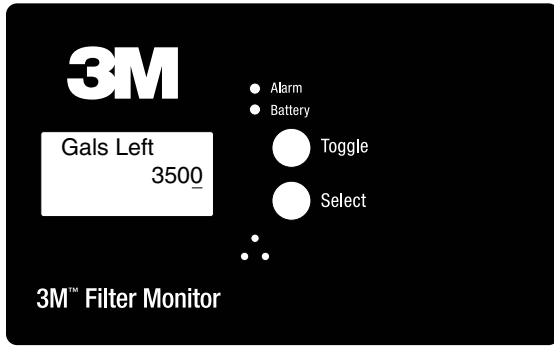 3M
Alarm
Battery
Gals Left
3500
Toggle
Select
3M™ Filter Monitor